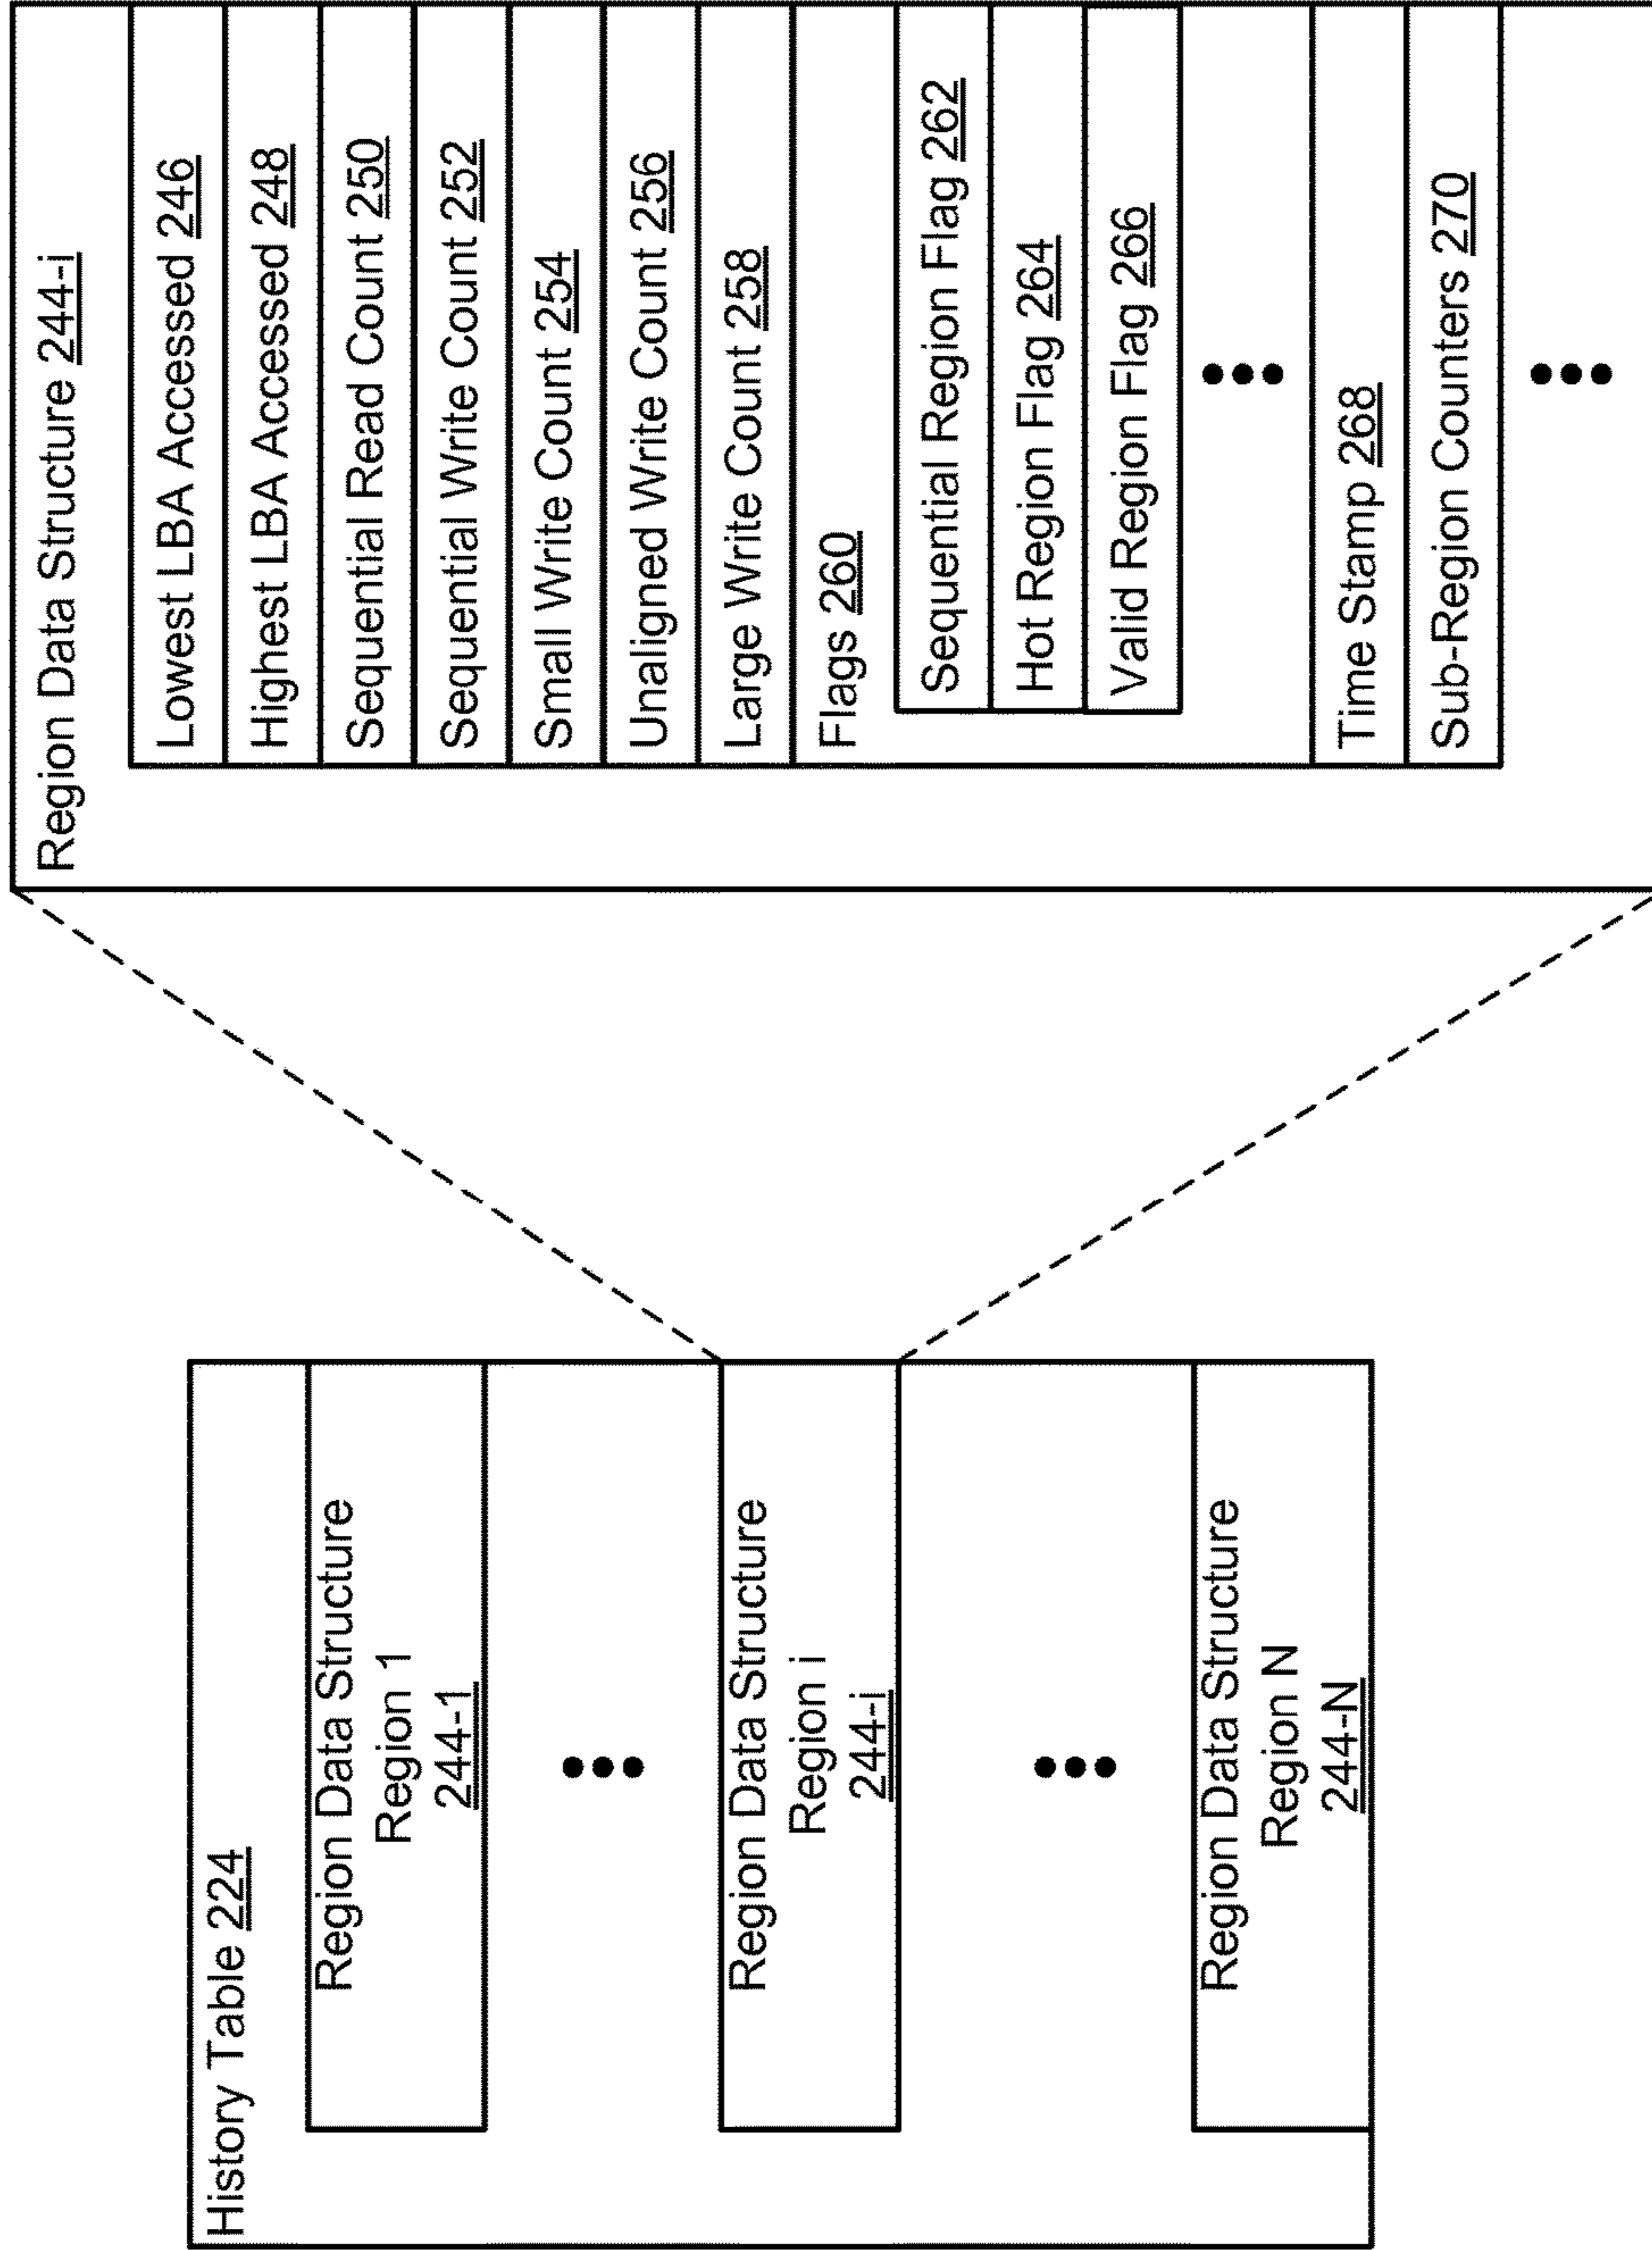 History Table 224
Region Data Structure
Region 1
244-1
Region Data Structure
Region i
244-i
Region Data Structure
Region N
244-N
Region Data Structure 244-i
Lowest LBA Accessed 246
Highest LBA Accessed 248
Sequential Read Count 250
Sequential Write Count 252
Small Write Count 254
Unaligned Write Count 256
Large Write Count 258
Flags 260
Sequential Region Flag 262
Hot Region Flag 264
Valid Region Flag 266
Time Stamp 268
Sub-Region Counters 270